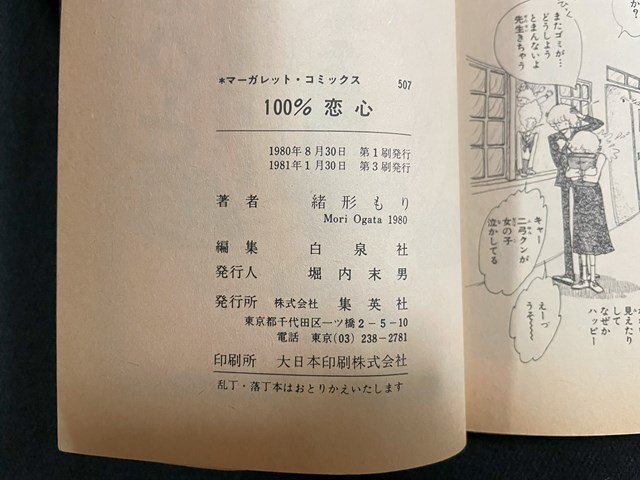 *マーガレット・コミックス 507
100% 恋心
1980年8月30日 第1刷発行
1981年1月30日 第3刷発行
著者 緒形もり
Mori Ogata 1980
編集 白泉社
発行人 堀内末男
発行所 株式会社 集英社
東京都千代田区一ツ橋2-5-10
電話 東京(03)238-2781
印刷所 大日本印刷株式会社
乱丁・落丁本はおとりかえいたします
またゴミが…
どうしよう
とまんないよ
先生きちゃう
キャー
二弓クンが
女の子
泣かしてる
えーっ
うそ〜〜
見えたり
して
なぜか
ハッピー